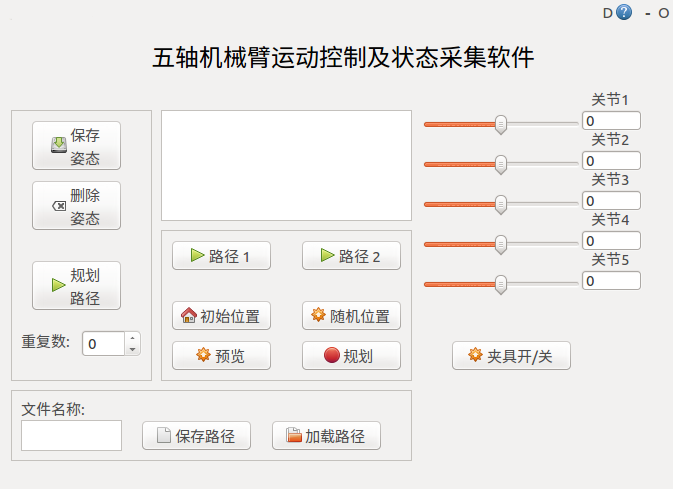 D - O
五轴机械臂运动控制及状态采集软件
保存
姿态
删除
姿态
规划
路径
重复数: 0
路径 1
路径 2
初始位置
随机位置
预览
规划
关节1
0
关节2
0
关节3
0
关节4
0
关节5
0
夹具开/关
文件名称:
保存路径
加载路径